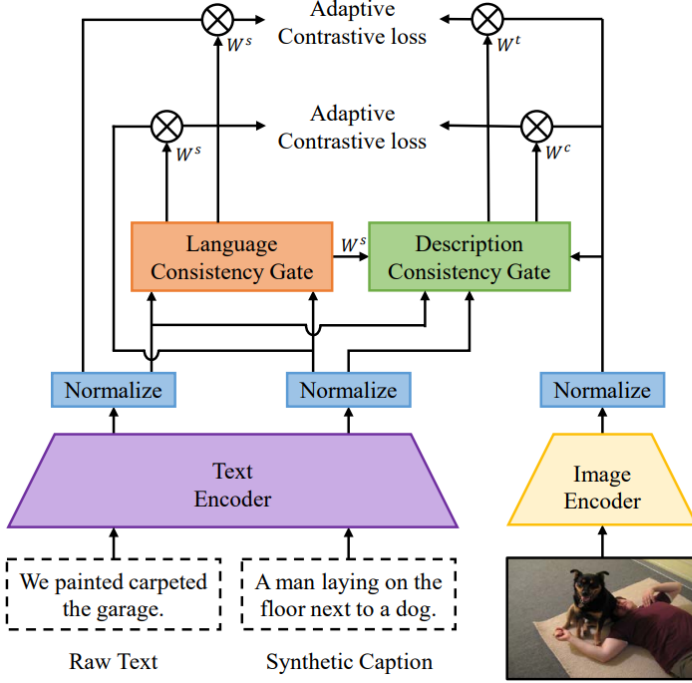 Adaptive
Contrastive loss
W^s
W^t
Adaptive
Contrastive loss
W^s
W^c
Language
Consistency Gate
W^s
Description
Consistency Gate
Normalize
Normalize
Normalize
Text
Encoder
Image
Encoder
We painted carpeted
the garage.
A man laying on the
floor next to a dog.
Raw Text
Synthetic Caption